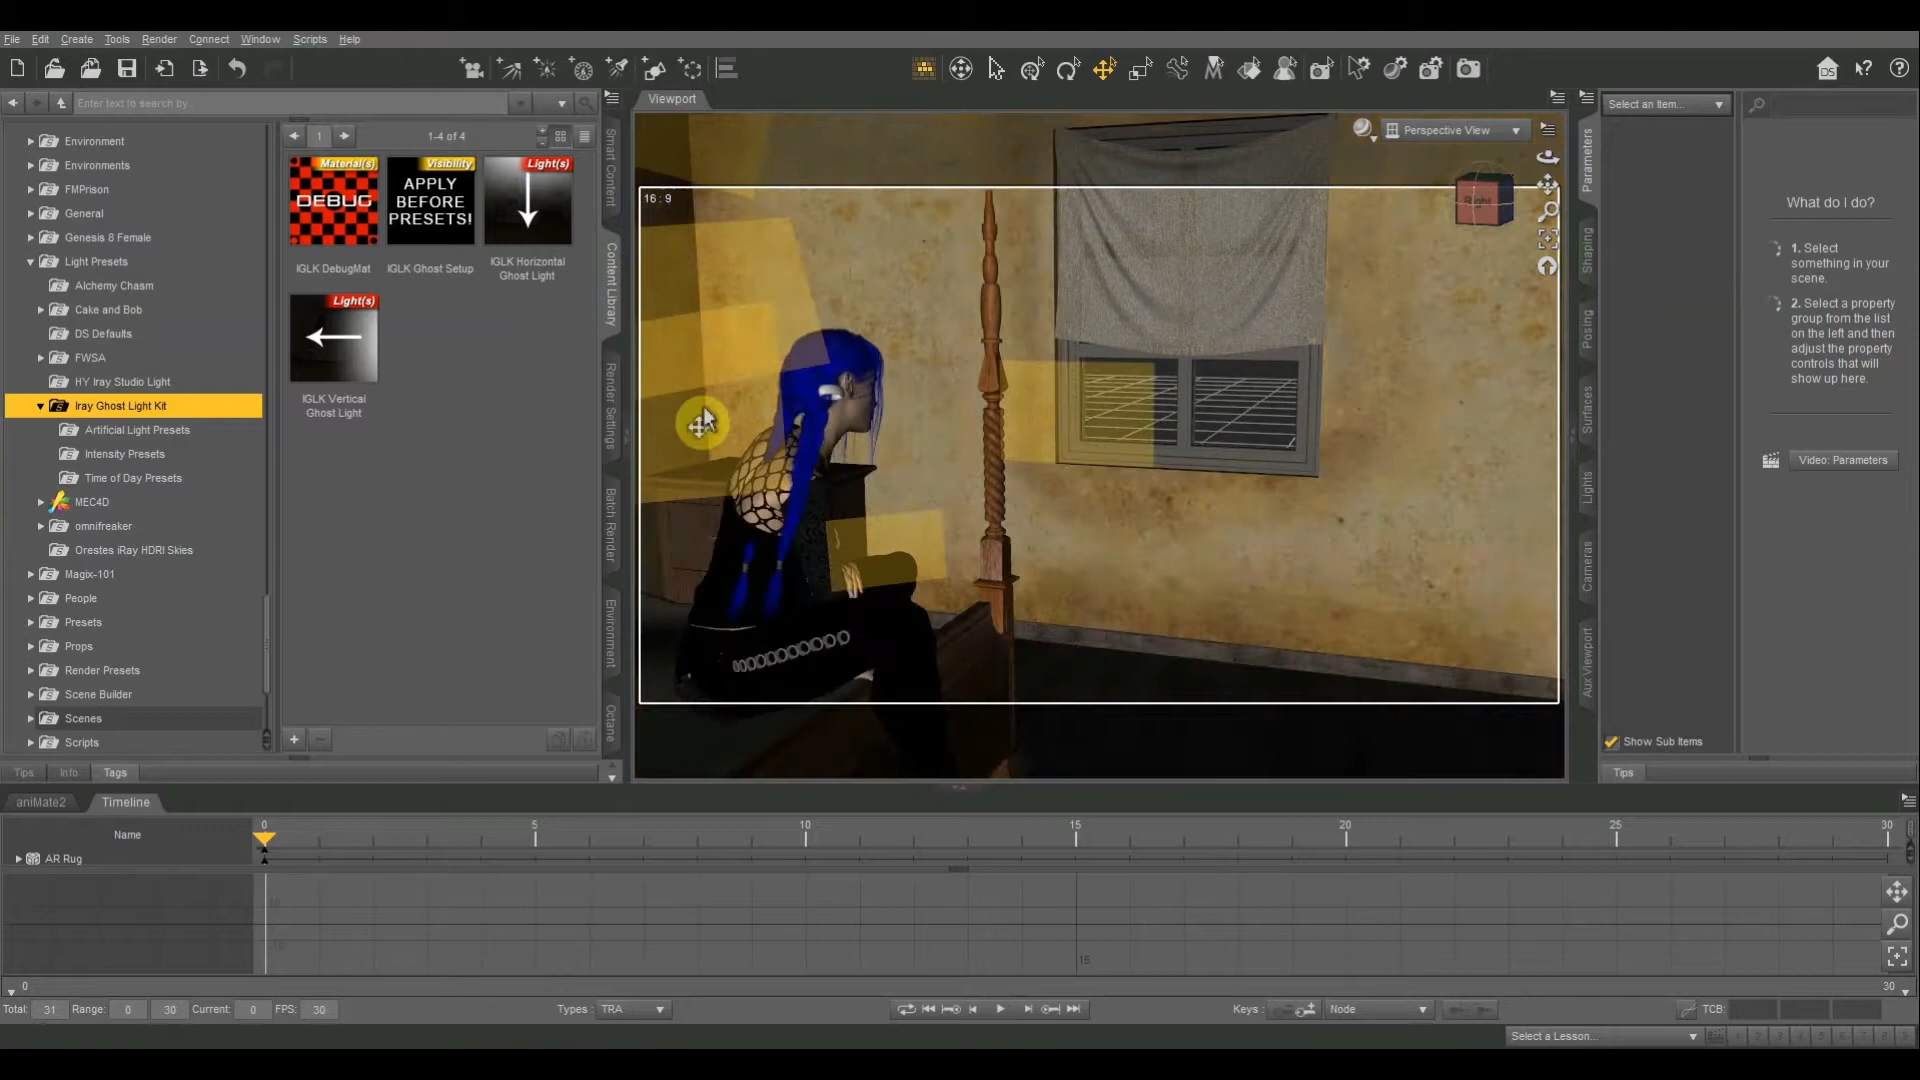 File Edit Create Tools Render Connect Window Scripts Help
Enter text to search by...
Environment
Environments
FMPrison
General
Genesis 8 Female
Light Presets
Alchemy Chasm
Cake and Bob
DS Defaults
FWSA
HY Iray Studio Light
Iray Ghost Light Kit
Artificial Light Presets
Intensity Presets
Time of Day Presets
MEC4D
omnifreaker
Orestes iRay HDRI Skies
Magix-101
People
Presets
Props
Render Presets
Scene Builder
Scenes
Scripts
Tips Info Tags
1
1-4 of 4
Material(s)
DEBUG
IGLK DebugMat
Visibility
APPLY
BEFORE
PRESETS!
IGLK Ghost Setup
Light(s)
IGLK Horizontal
Ghost Light
Light(s)
IGLK Vertical
Ghost Light
Smart Content
Content Library
Render Settings
Batch Render
Environment
Octane
Viewport
16 : 9
Perspective View
Right
Parameters
Shaping
Posing
Surfaces
Lights
Cameras
Aux Viewport
Select an Item...
What do I do?
1. Select
something in your
scene.
2. Select a property
group from the list
on the left and then
adjust the property
controls that will
show up here.
Video: Parameters
Show Sub Items
Tips
aniMate2 Timeline
Name
0 5 10 15 20 25 30
AR Rug
15
0 30
Total: 31 Range: 0 30 Current: 0 FPS: 30 Types : TRA Keys : Node TCB:
Select a Lesson...